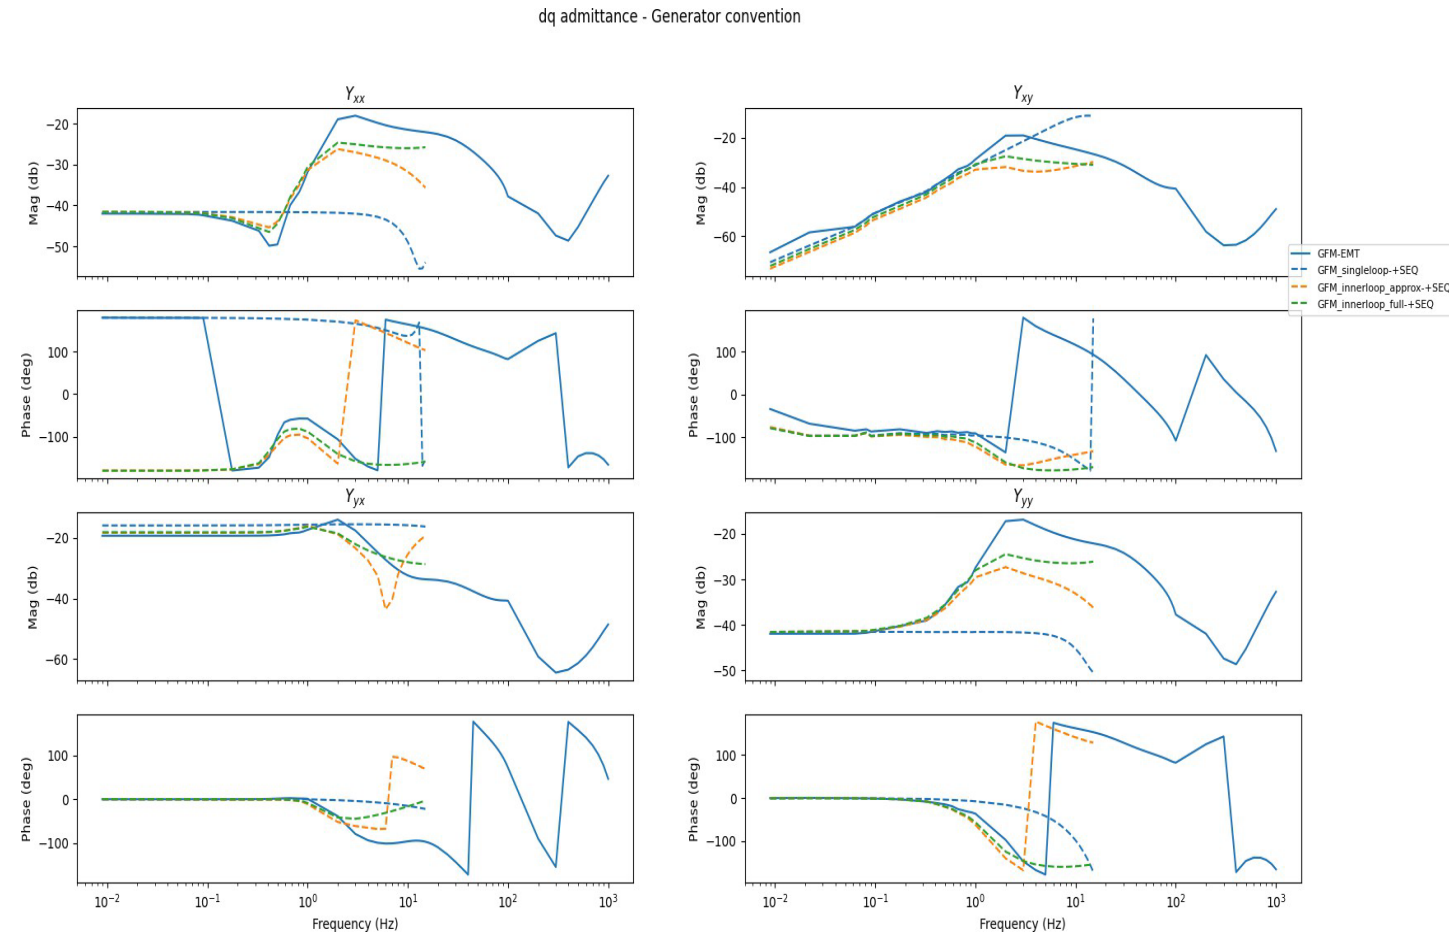 dq admittance - Generator convention
Y_xx
Mag (db)
−20
−30
−40
−50
Phase (deg)
100
0
−100
Y_xy
Mag (db)
−20
−40
−60
Phase (deg)
100
0
−100
GFM-EMT
GFM_singleloop-+SEQ
GFM_innerloop_approx-+SEQ
GFM_innerloop_full-+SEQ
Y_yx
Mag (db)
−20
−40
−60
Phase (deg)
100
0
−100
10^−2 10^−1 10^0 10^1 10^2 10^3
Frequency (Hz)
Y_yy
Mag (db)
−20
−30
−40
−50
Phase (deg)
100
0
−100
10^−2 10^−1 10^0 10^1 10^2 10^3
Frequency (Hz)